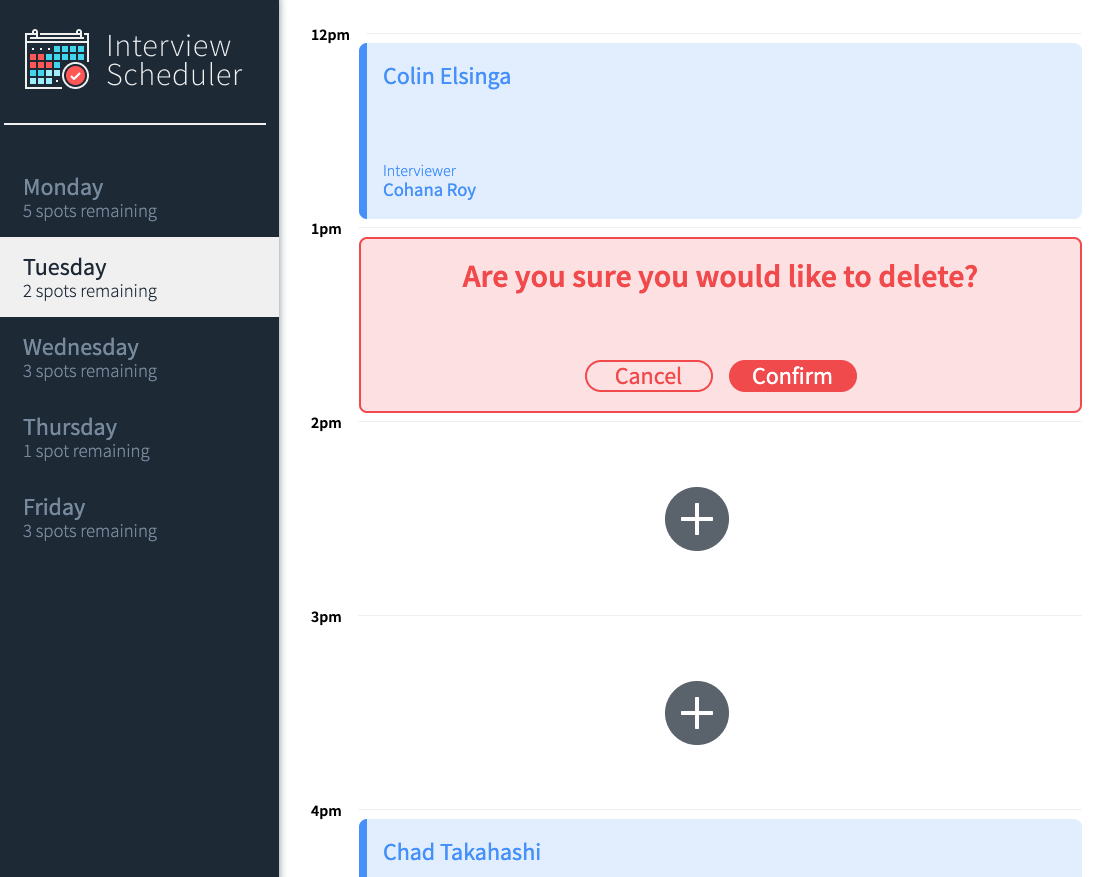 Interview
Scheduler
Monday
5 spots remaining
Tuesday
2 spots remaining
Wednesday
3 spots remaining
Thursday
1 spot remaining
Friday
3 spots remaining
12pm
Colin Elsinga
Interviewer
Cohana Roy
1pm
Are you sure you would like to delete?
Cancel Confirm
2pm
3pm
4pm
Chad Takahashi